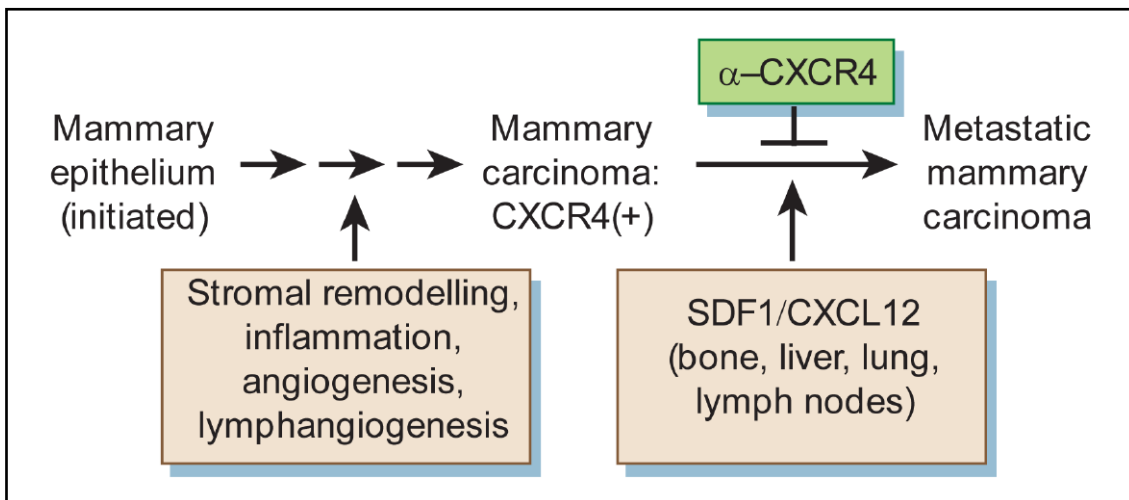 α–CXCR4
Mammary
epithelium
(initiated)
Mammary
carcinoma:
CXCR4(+)
Metastatic
mammary
carcinoma
Stromal remodelling,
inflammation,
angiogenesis,
lymphangiogenesis
SDF1/CXCL12
(bone, liver, lung,
lymph nodes)